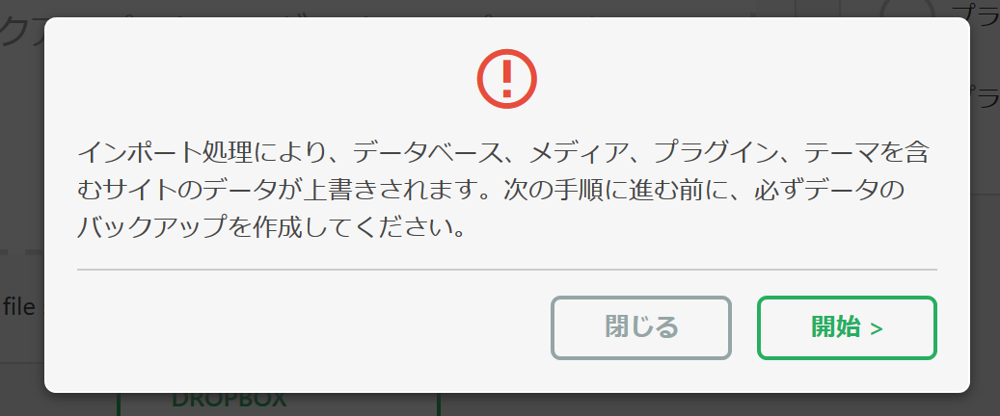 プラ
プラ
インポート処理により、データベース、メディア、プラグイン、テーマを含
むサイトのデータが上書きされます。次の手順に進む前に、必ずデータの
バックアップを作成してください。
file
閉じる
開始 >
DROPBOX